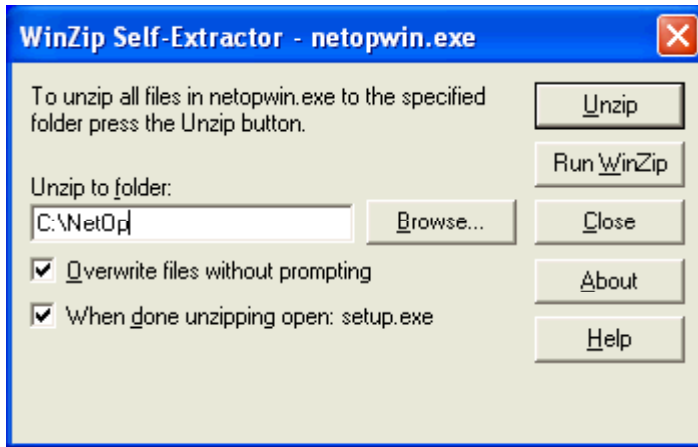 WinZip Self-Extractor - netopwin.exe
To unzip all files in netopwin.exe to the specified
folder press the Unzip button.
Unzip to folder:
C:\NetOp
Browse...
Overwrite files without prompting
When done unzipping open: setup.exe
Unzip
Run WinZip
Close
About
Help